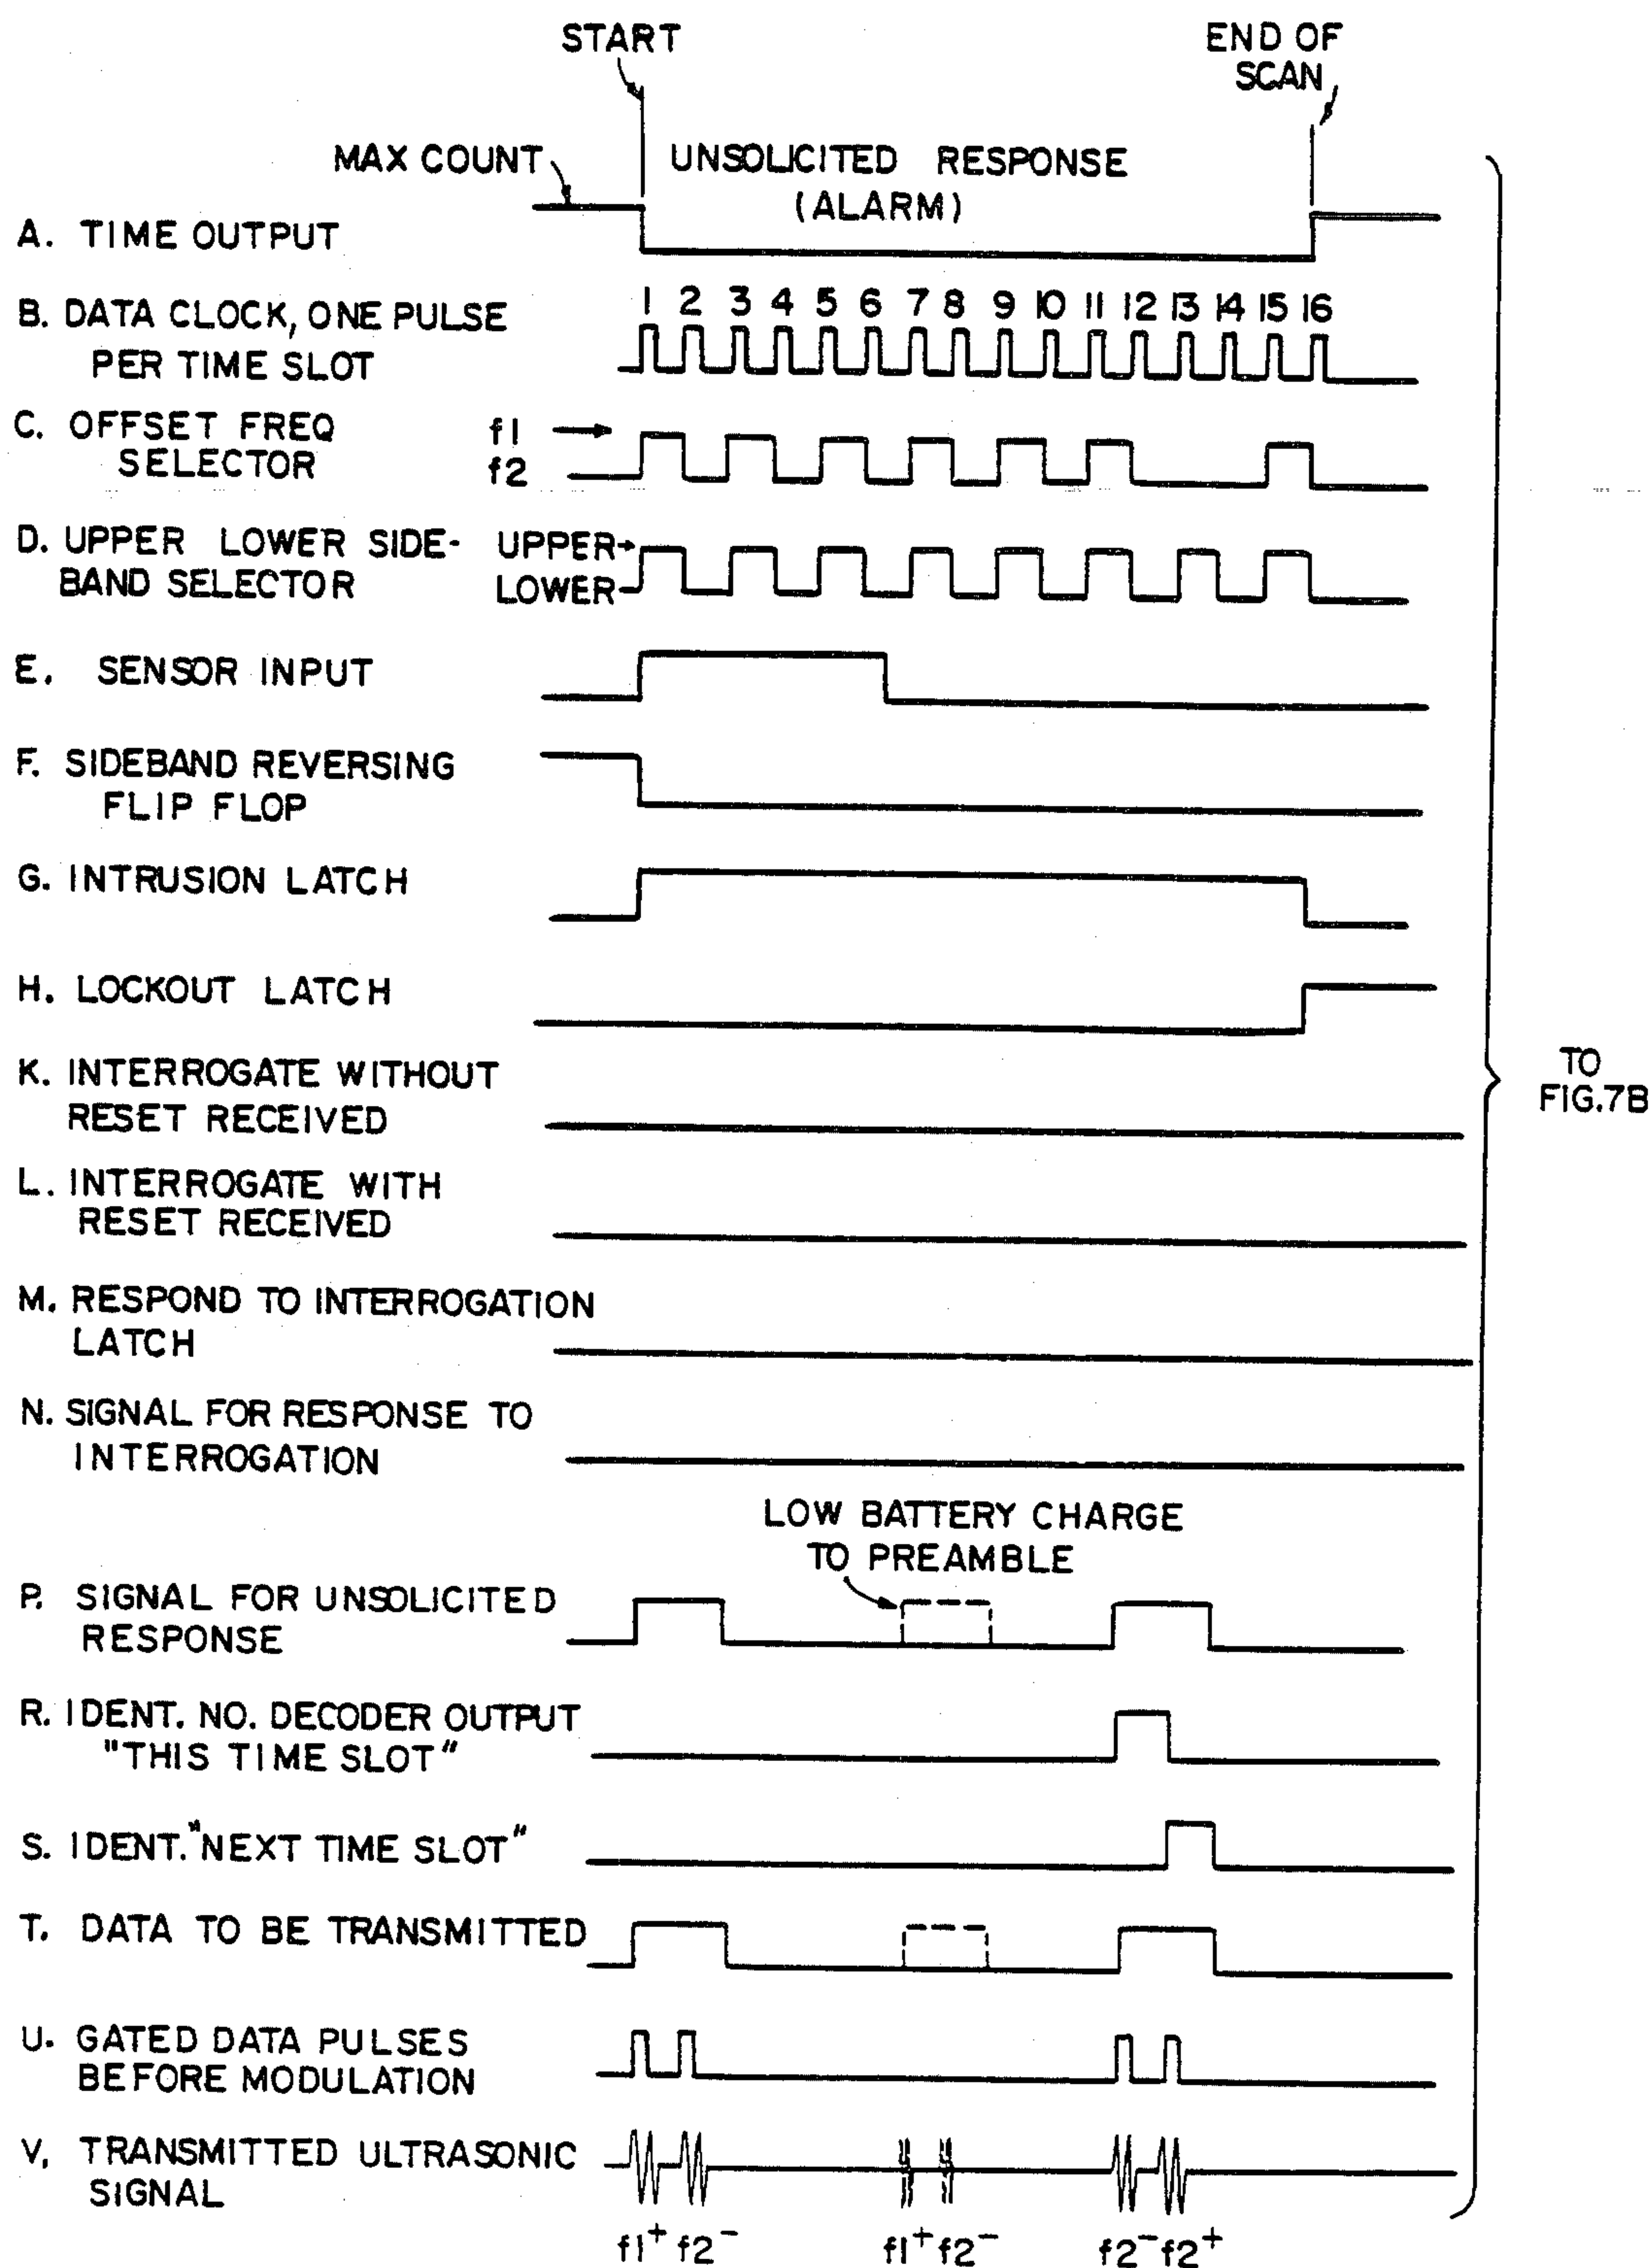 START
END OF
SCAN
MAX COUNT
UNSOLICITED RESPONSE
(ALARM)
A. TIME OUTPUT
B. DATA CLOCK, ONE PULSE
PER TIME SLOT
1 2 3 4 5 6 7 8 9 10 11 12 13 14 15 16
C. OFFSET FREQ
SELECTOR
f1
f2
D. UPPER LOWER SIDE-
BAND SELECTOR
UPPER
LOWER
E. SENSOR INPUT
F. SIDEBAND REVERSING
FLIP FLOP
G. INTRUSION LATCH
H. LOCKOUT LATCH
K. INTERROGATE WITHOUT
RESET RECEIVED
TO
FIG.7B
L. INTERROGATE WITH
RESET RECEIVED
M. RESPOND TO INTERROGATION
LATCH
N. SIGNAL FOR RESPONSE TO
INTERROGATION
LOW BATTERY CHARGE
TO PREAMBLE
P. SIGNAL FOR UNSOLICITED
RESPONSE
R. IDENT. NO. DECODER OUTPUT
"THIS TIME SLOT"
S. IDENT. "NEXT TIME SLOT"
T. DATA TO BE TRANSMITTED
U. GATED DATA PULSES
BEFORE MODULATION
V. TRANSMITTED ULTRASONIC
SIGNAL
f1⁺ f2⁻ f1⁺ f2⁻ f2⁻ f2⁺